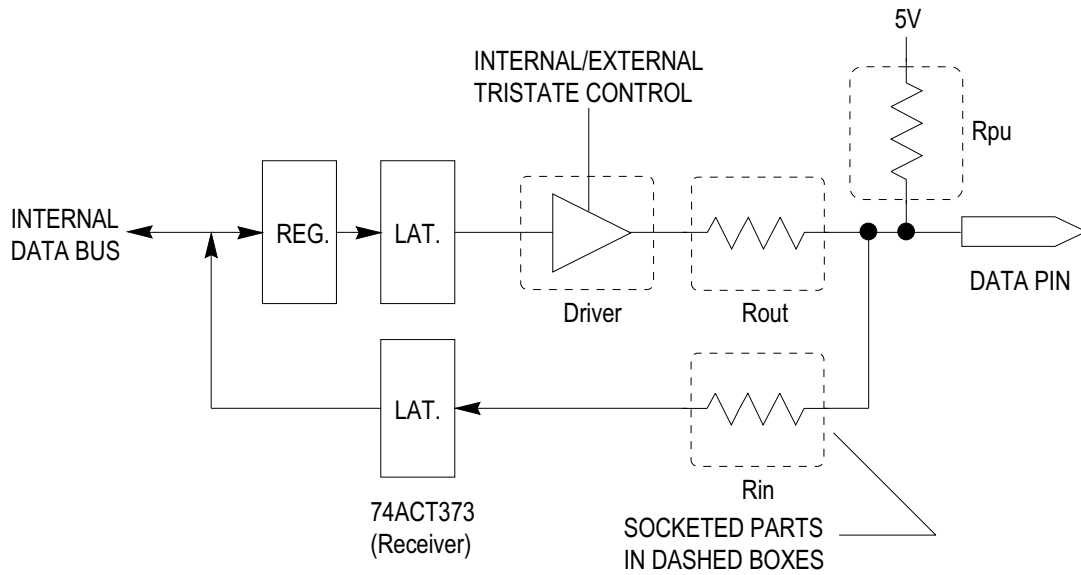 5V
INTERNAL/EXTERNAL
TRISTATE CONTROL
Rpu
INTERNAL
DATA BUS
REG.
LAT.
Driver
Rout
DATA PIN
LAT.
Rin
74ACT373
(Receiver)
SOCKETED PARTS
IN DASHED BOXES